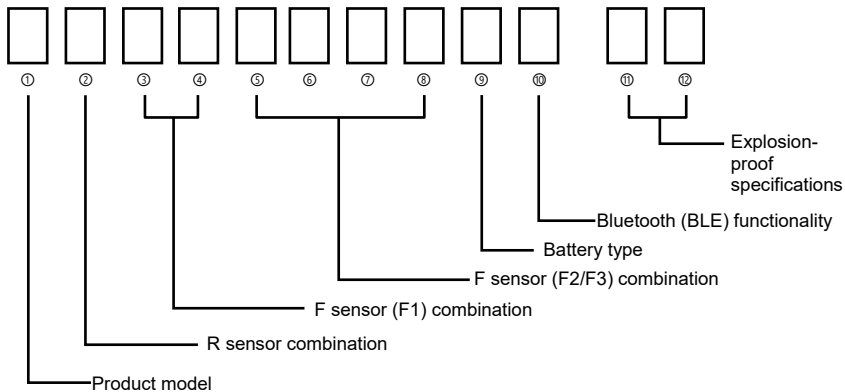 ① ② ③ ④ ⑤ ⑥ ⑦ ⑧ ⑨ ⑩ ⑪ ⑫
Explosion-
proof
specifications
Bluetooth (BLE) functionality
Battery type
F sensor (F2/F3) combination
F sensor (F1) combination
R sensor combination
Product model